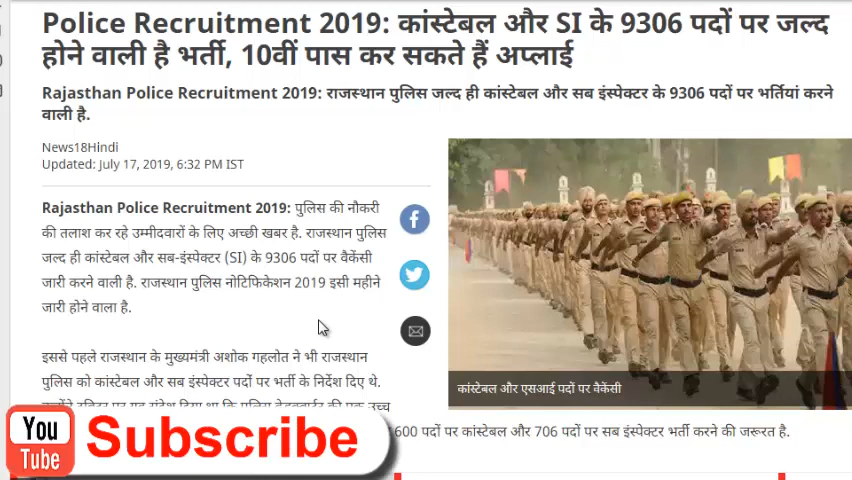 Police Recruitment 2019: कांस्टेबल और SI के 9306 पदों पर जल्द
होने वाली है भर्ती, 10वीं पास कर सकते हैं अप्लाई
Rajasthan Police Recruitment 2019: राजस्थान पुलिस जल्द ही कांस्टेबल और सब इंस्पेक्टर के 9306 पदों पर भर्तियां करने
वाली है.
News18Hindi
Updated: July 17, 2019, 6:32 PM IST
Rajasthan Police Recruitment 2019: पुलिस की नौकरी
की तलाश कर रहे उम्मीदवारों के लिए अच्छी खबर है. राजस्थान पुलिस
जल्द ही कांस्टेबल और सब-इंस्पेक्टर (SI) के 9306 पदों पर वैकेंसी
जारी करने वाली है. राजस्थान पुलिस नोटिफिकेशन 2019 इसी महीने
जारी होने वाला है.
कांस्टेबल और एसआई पदों पर वैकेंसी
इससे पहले राजस्थान के मुख्यमंत्री अशोक गहलोत ने भी राजस्थान
पुलिस को कांस्टेबल और सब इंस्पेक्टर पदों पर भर्ती के निर्देश दिए थे.
600 पदों पर कांस्टेबल और 706 पदों पर सब इंस्पेक्टर भर्ती करने की जरूरत है.
You
Tube
Subscribe